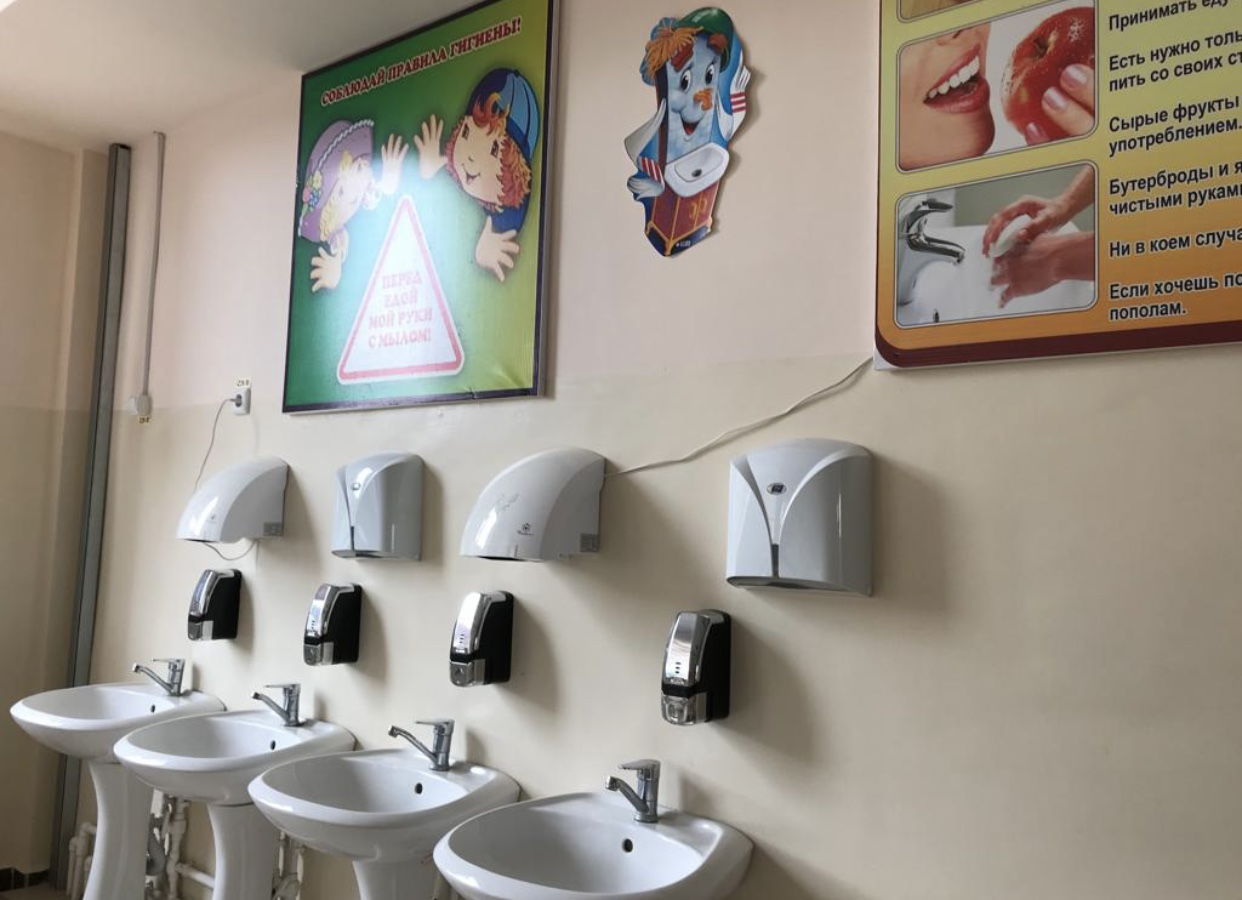 СОБЛЮДАЙ ПРАВИЛА ГИГИЕНЫ!
ПЕРЕД
ЕДОЙ
МОЙ РУКИ
С МЫЛОМ!
Принимать еду
Есть нужно толь
пить со своих ст
Сырые фрукты
употреблением.
Бутерброды и я
чистыми руками
Ни в коем случа
Если хочешь по
пополам.